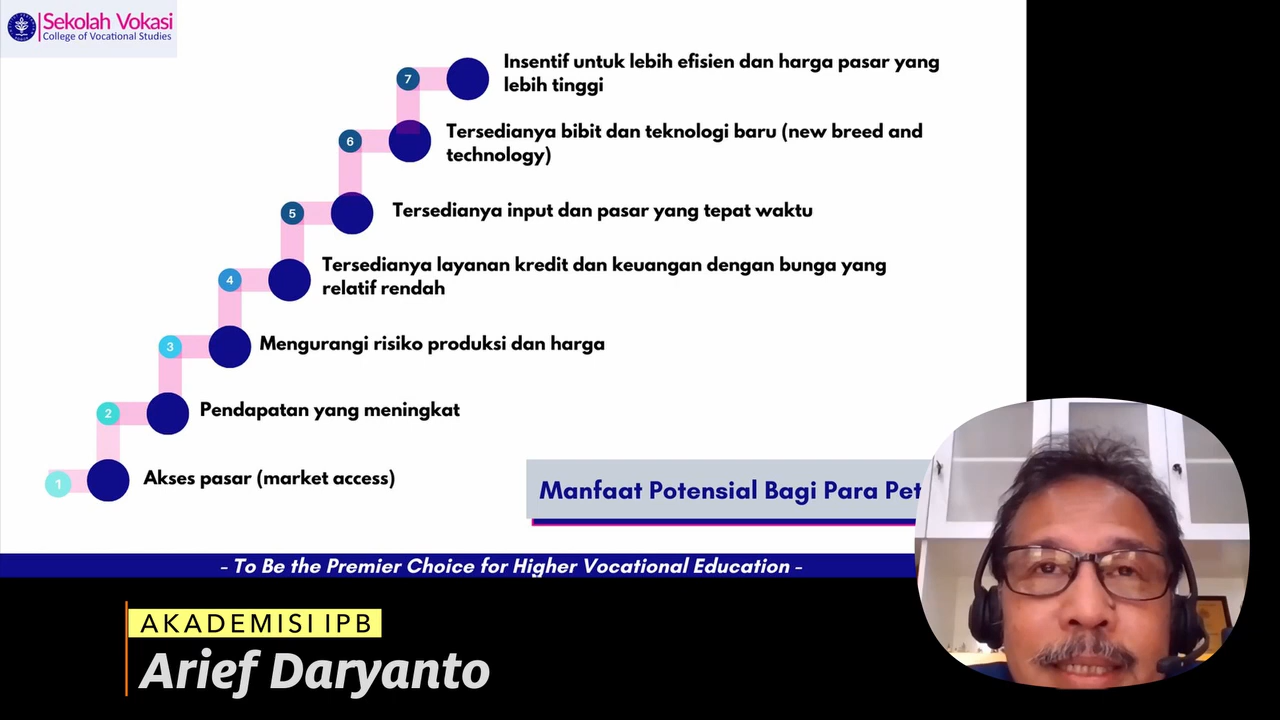 Sekolah Vokasi
College of Vocational Studies
7
Insentif untuk lebih efisien dan harga pasar yang
lebih tinggi
6
Tersedianya bibit dan teknologi baru (new breed and
technology)
5
Tersedianya input dan pasar yang tepat waktu
4
Tersedianya layanan kredit dan keuangan dengan bunga yang
relatif rendah
3
Mengurangi risiko produksi dan harga
2
Pendapatan yang meningkat
1
Akses pasar (market access)
Manfaat Potensial Bagi Para Pet
- To Be the Premier Choice for Higher Vocational Education -
AKADEMISI IPB
Arief Daryanto